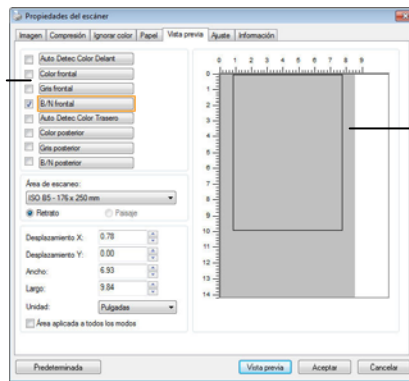 Propiedades del escáner
Imagen Compresión Ignorar color Papel Vista previa Ajuste Información
Auto Detec Color Delant.
Color frontal
Gris frontal
B/N frontal
Auto Detec Color Trasero
Color posterior
Gris posterior
B/N posterior
Área de escaneo:
ISO B5 - 176 x 250 mm
Retrato Paisaje
Desplazamiento X: 0.78
Desplazamiento Y: 0.00
Ancho: 6.93
Largo: 9.84
Unidad: Pulgadas
Área aplicada a todos los modos
0 1 2 3 4 5 6 7 8 9
0
1
2
3
4
5
6
7
8
9
10
11
12
13
14
Predeterminada Vista previa Aceptar Cancelar